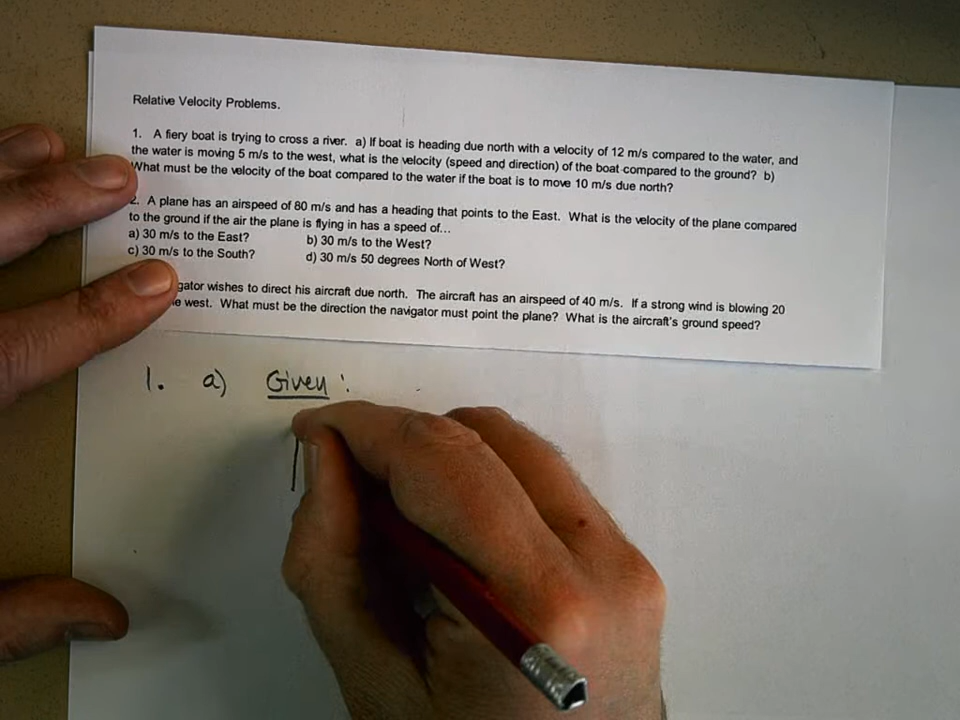 Relative Velocity Problems.
1. A fiery boat is trying to cross a river. a) If boat is heading due north with a velocity of 12 m/s compared to the water, and
the water is moving 5 m/s to the west, what is the velocity (speed and direction) of the boat compared to the ground? b)
What must be the velocity of the boat compared to the water if the boat is to move 10 m/s due north?
2. A plane has an airspeed of 80 m/s and has a heading that points to the East. What is the velocity of the plane compared
to the ground if the air the plane is flying in has a speed of...
a) 30 m/s to the East? b) 30 m/s to the West?
c) 30 m/s to the South? d) 30 m/s 50 degrees North of West?
gator wishes to direct his aircraft due north. The aircraft has an airspeed of 40 m/s. If a strong wind is blowing 20
e west. What must be the direction the navigator must point the plane? What is the aircraft's ground speed?
1. a) Given: